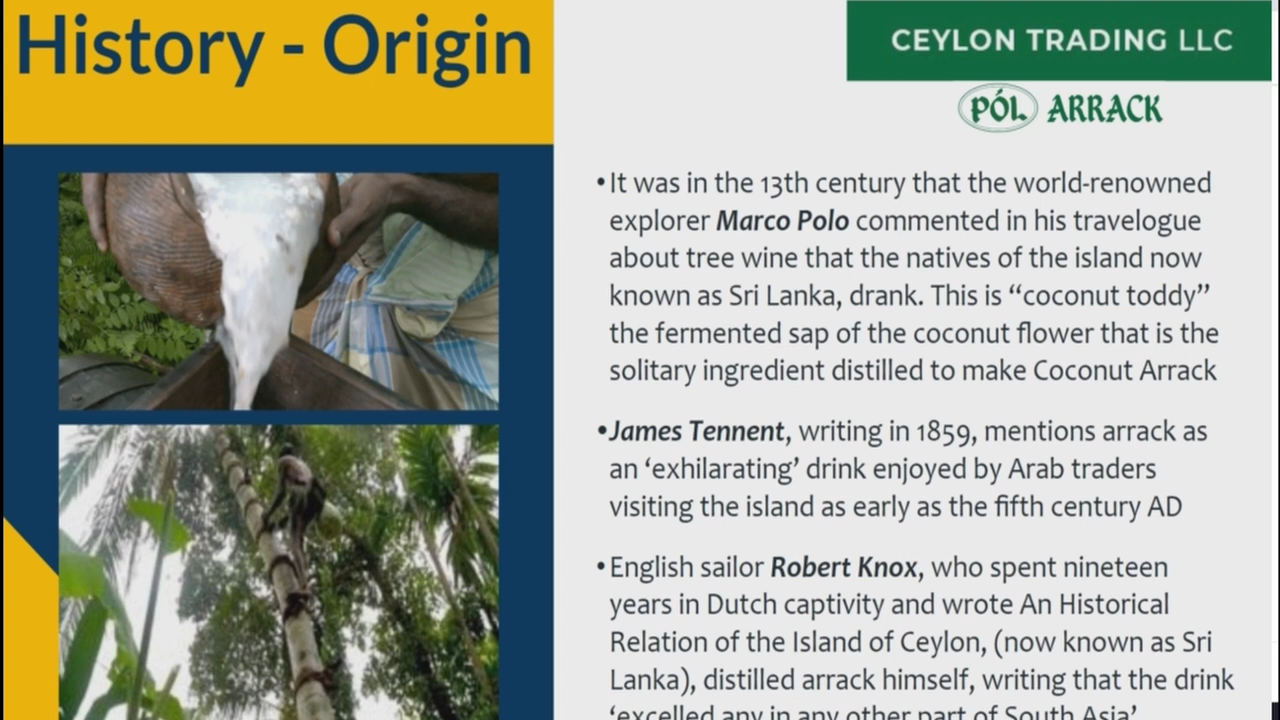 History - Origin
CEYLON TRADING LLC
PÓL ARRACK
•It was in the 13th century that the world-renowned
explorer Marco Polo commented in his travelogue
about tree wine that the natives of the island now
known as Sri Lanka, drank. This is “coconut toddy”
the fermented sap of the coconut flower that is the
solitary ingredient distilled to make Coconut Arrack
•James Tennent, writing in 1859, mentions arrack as
an ‘exhilarating’ drink enjoyed by Arab traders
visiting the island as early as the fifth century AD
•English sailor Robert Knox, who spent nineteen
years in Dutch captivity and wrote An Historical
Relation of the Island of Ceylon, (now known as Sri
Lanka), distilled arrack himself, writing that the drink
‘excelled any in any other part of South Asia’